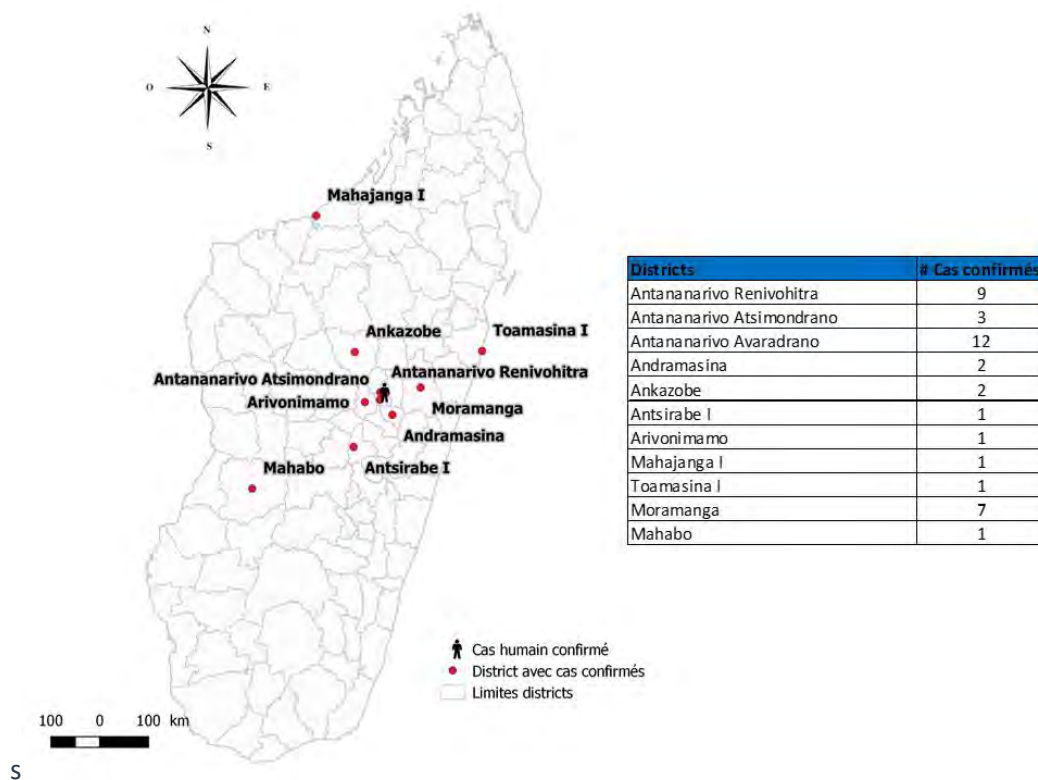 N
O
E
S
Mahajanga I
Ankazobe
Toamasina I
Antananarivo Atsimondrano
Antananarivo Renivohitra
Arivonimamo
Moramanga
Andramasina
Mahabo
Antsirabe I
Districts # Cas confirmés
Antananarivo Renivohitra 9
Antananarivo Atsimondrano 3
Antananarivo Avaradrano 12
Andramasina 2
Ankazobe 2
Antsirabe I 1
Arivonimamo 1
Mahajanga I 1
Toamasina I 1
Moramanga 7
Mahabo 1
Cas humain confirmé
District avec cas confirmés
Limites districts
100 0 100 km
S